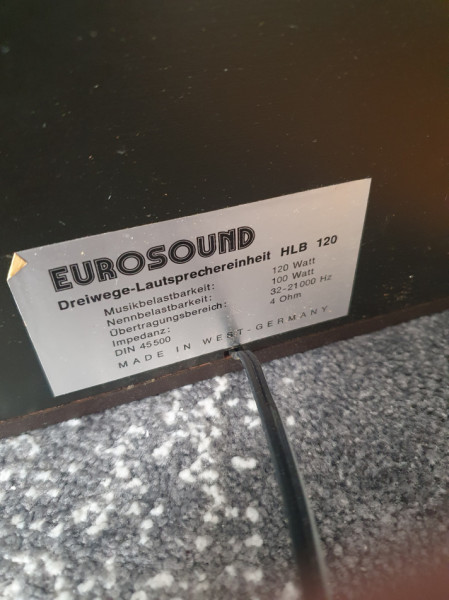 EUROSOUND
Dreiwege-Lautsprechereinheit HLB 120
Musikbelastbarkeit: 120 Watt
Nennbelastbarkeit: 100 Watt
Übertragungsbereich: 32-21000 Hz
Impedanz: 4 Ohm
DIN 45500
MADE IN WEST-GERMANY